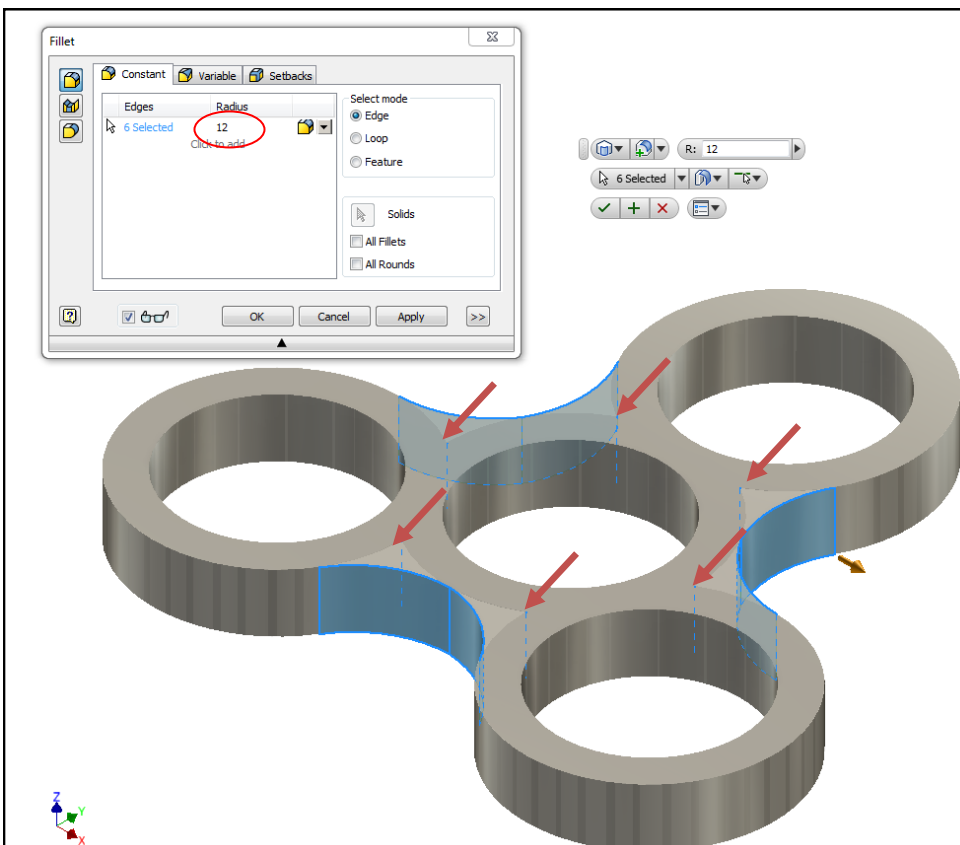 Fillet
Constant Variable Setbacks
Edges Radius
6 Selected 12
Click to add
Select mode
Edge
Loop
Feature
Solids
All Fillets
All Rounds
OK Cancel Apply >>
R: 12
6 Selected
Z
Y
X